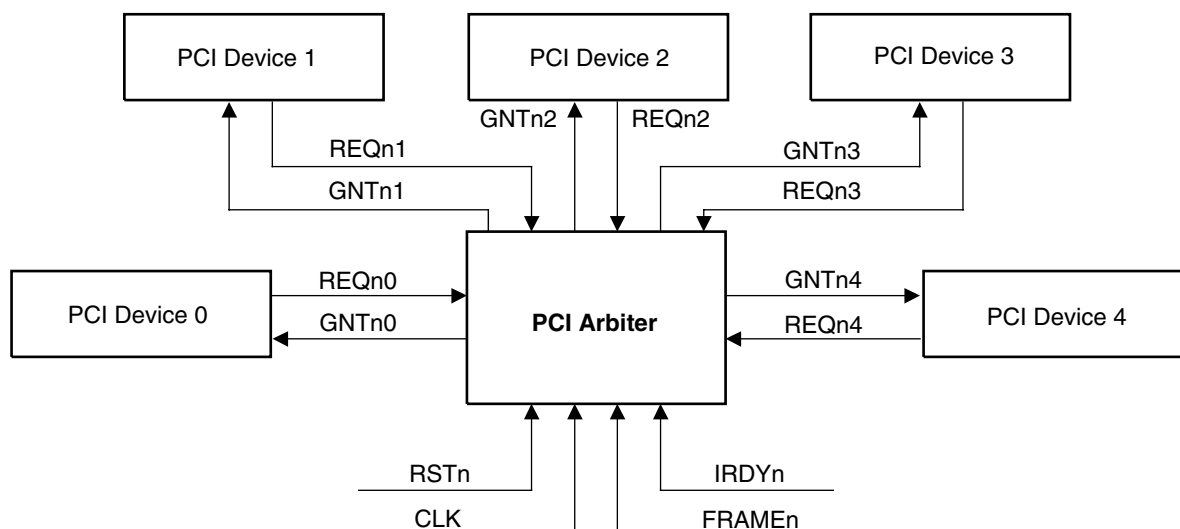 PCI Device 1
PCI Device 2
PCI Device 3
GNTn2
REQn2
REQn1
GNTn3
GNTn1
REQn3
REQn0
GNTn4
PCI Device 0
PCI Arbiter
PCI Device 4
GNTn0
REQn4
RSTn
IRDYn
CLK
FRAMEn